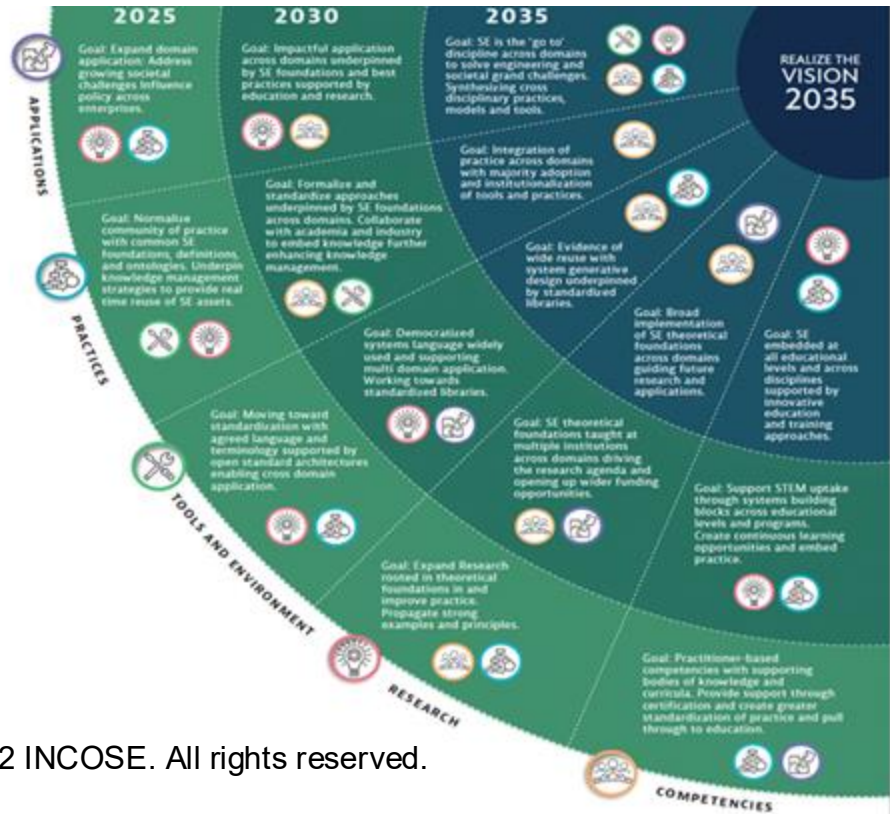 2025
2030
2035
REALIZE THE
VISION
2035
Goal: Expand domain
application: Address
growing societal
challenges Influence
policy across
enterprises.
Goal: Impactful application
across domains underpinned
by SE foundations and best
practices supported by
education and research.
Goal: SE is the 'go to'
discipline across domains
to solve engineering and
societal grand challenges.
Synthesizing cross
disciplinary practices,
models and tools.
APPLICATIONS
Goal: Normalize
community of practice
with common SE
foundations, definitions,
and ontologies. Underpin
knowledge management
strategies to provide real
time reuse of SE assets.
Goal: Formalize and
standardize approaches
underpinned by SE foundations
across domains. Collaborate
with academia and industry
to embed knowledge further
enhancing knowledge
management.
Goal: Integration of
practice across domains
with majority adoption
and institutionalization
of tools and practices.
PRACTICES
Goal: Moving toward
standardization with
agreed language and
terminology supported by
open standard architectures
enabling cross domain
application.
Goal: Democratized
systems language widely
used and supporting
multi domain application.
Working towards
standardized libraries.
Goal: Evidence of
wide reuse with
system generative
design underpinned
by standardized
libraries.
TOOLS AND ENVIRONMENT
Goal: Expand Research
rooted in theoretical
foundations in and
improve practice.
Propagate strong
examples and principles.
Goal: SE theoretical
foundations taught at
multiple institutions
across domains driving
the research agenda and
opening up wider funding
opportunities.
Goal: Broad
implementation
of SE theoretical
foundations
across domains
guiding future
research and
applications.
RESEARCH
Goal: Practitioner-based
competencies with supporting
bodies of knowledge and
curricula. Provide support through
certification and create greater
standardization of practice and pull
through to education.
Goal: Support STEM uptake
through systems building
blocks across educational
levels and programs.
Create continuous learning
opportunities and embed
practice.
Goal: SE
embedded at
all educational
levels and across
disciplines
supported by
innovative
education
and training
approaches.
COMPETENCIES
2 INCOSE. All rights reserved.